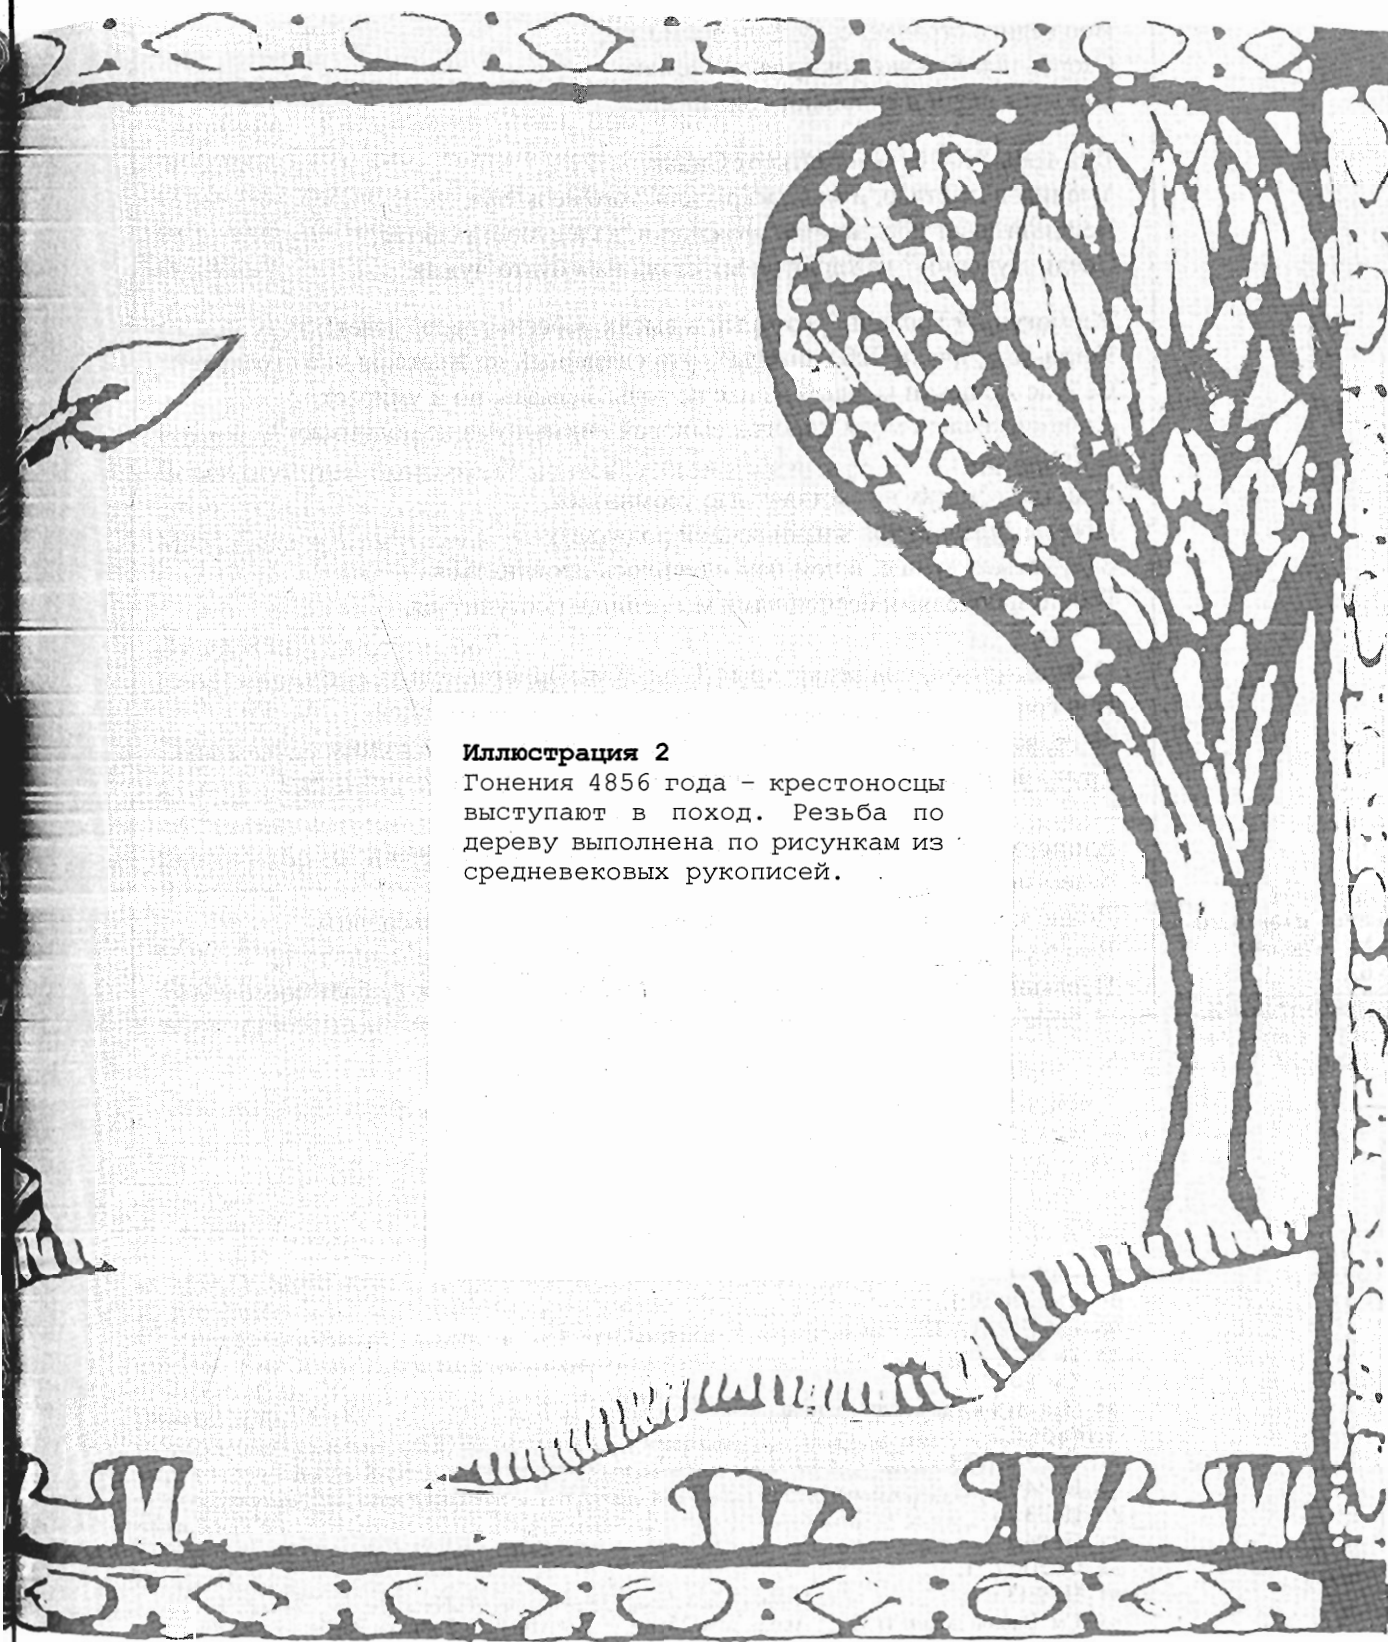 Иллюстрация 2
Гонения 4856 года – крестоносцы
выступают в поход. Резьба по
дереву выполнена по рисункам из
средневековых рукописей.